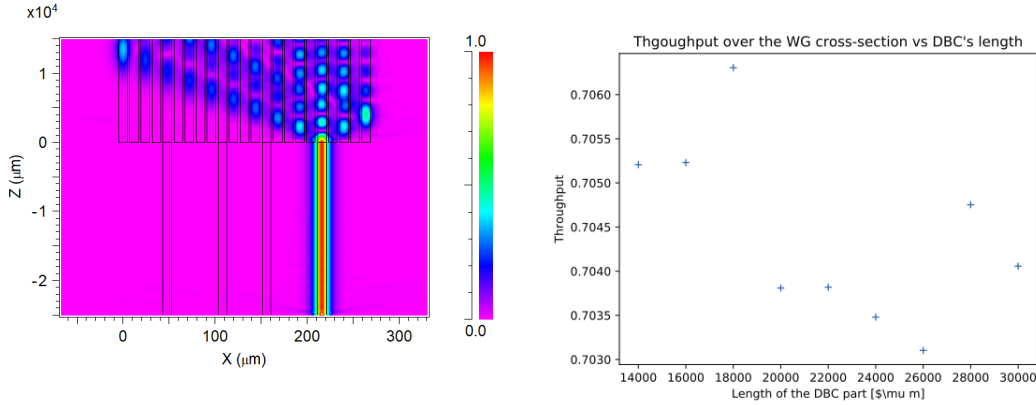 x10⁴
1
0
-1
-2
Z (μm)
0
100
200
300
X (μm)
1.0
0.0
Thgoughput over the WG cross-section vs DBC's length
0.7060
0.7055
0.7050
0.7045
0.7040
0.7035
0.7030
Throughput
14000 16000 18000 20000 22000 24000 26000 28000 30000
Length of the DBC part [$\mu m]